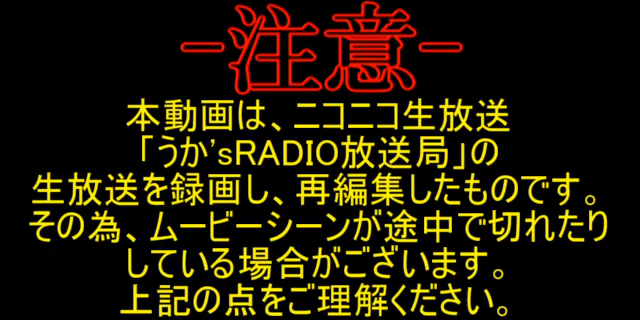 -注意-
本動画は、ニコニコ生放送
「うか'sRADIO放送局」の
生放送を録画し、再編集したものです。
その為、ムービーシーンが途中で切れたり
している場合がございます。
上記の点をご理解ください。